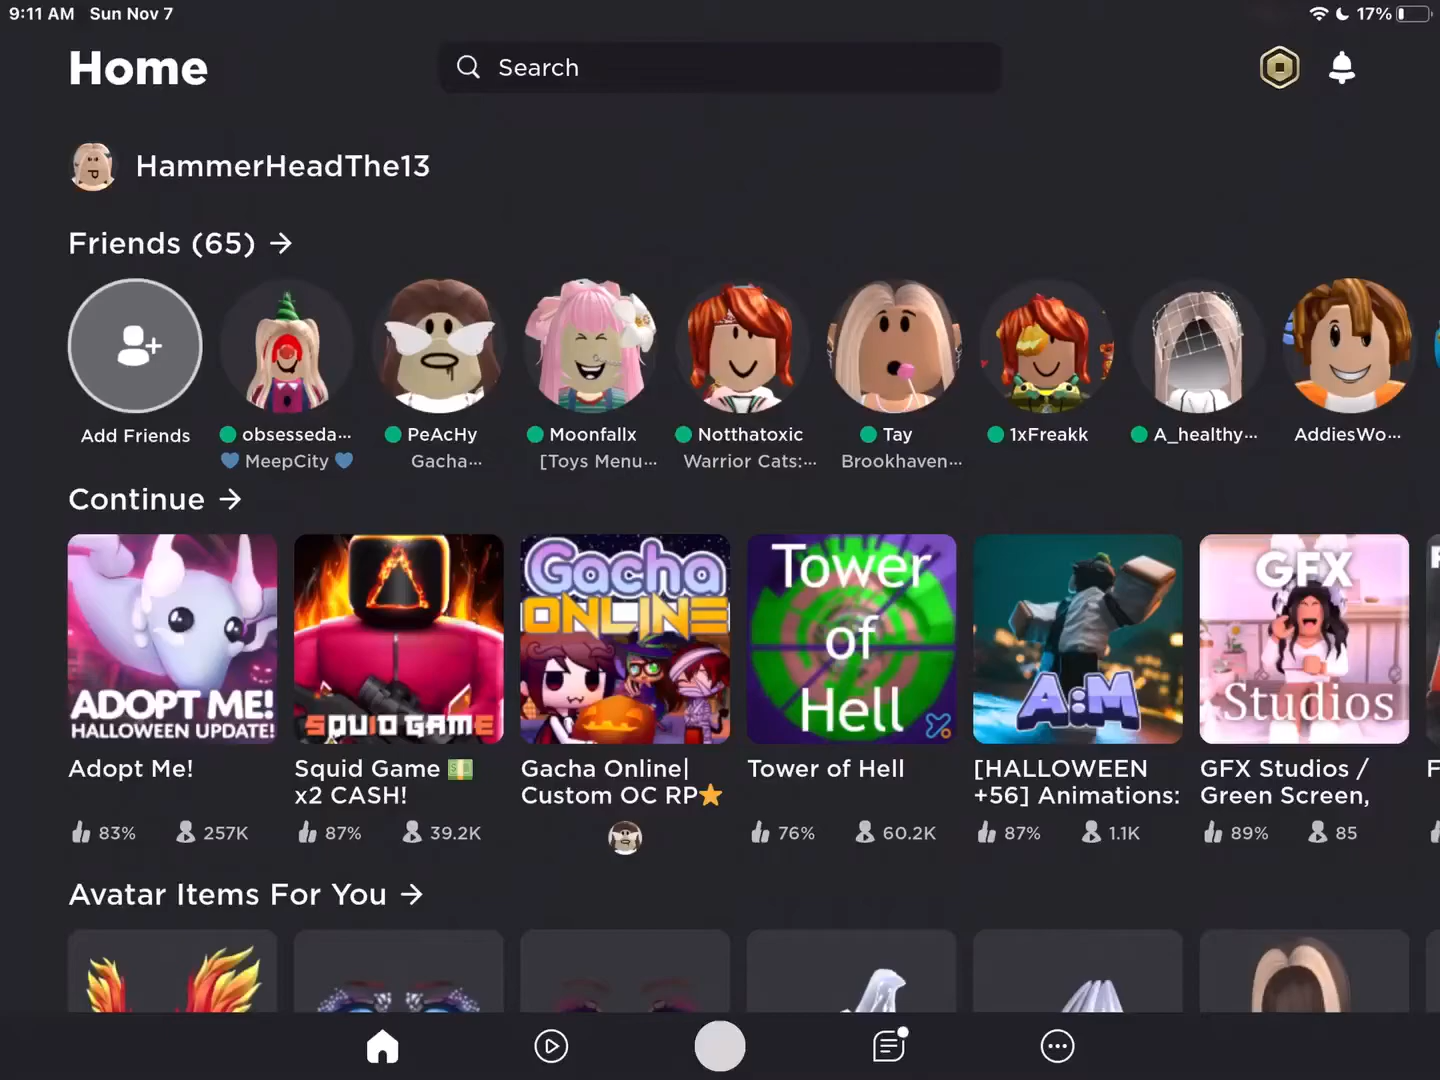 9:11 AM Sun Nov 7 17%
Home
Search
HammerHeadThe13
Friends (65) →
Add Friends
obsesseda...
PeAcHy
Moonfallx
Notthatoxic
Tay
1xFreakk
A_healthy...
AddiesWo...
💙 MeepCity 💙
Gacha...
[Toys Menu...
Warrior Cats:...
Brookhaven...
Continue →
ADOPT ME!
HALLOWEEN UPDATE!
SQUID GAME
Gacha
ONLINE
Tower
of
Hell
A:M
GFX
Studios
Adopt Me!
83% 257K
Squid Game 💵
x2 CASH!
87% 39.2K
Gacha Online|
Custom OC RP⭐
Tower of Hell
76% 60.2K
[HALLOWEEN
+56] Animations:
87% 1.1K
GFX Studios /
Green Screen,
89% 85
Avatar Items For You →